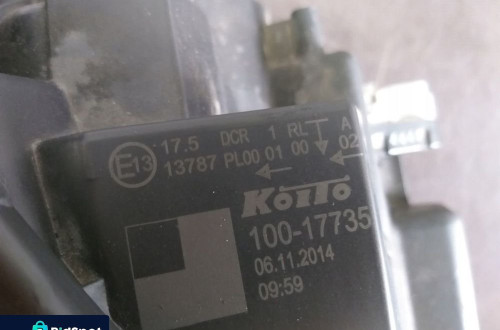 17.5 DCR 1 RL A
E13 13787 PL00 01 00 02
KOITO
100-17735
06.11.2014
09:59
BidSpot